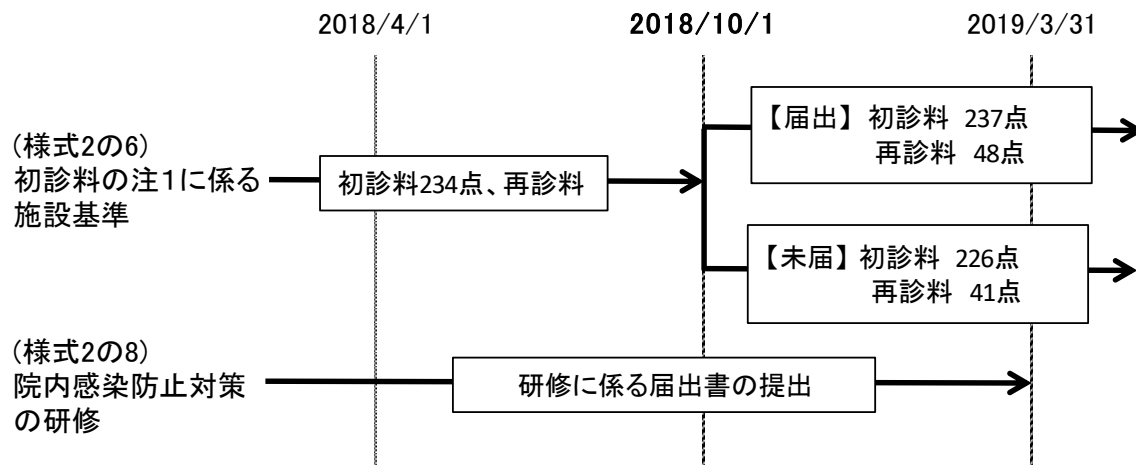 2018/4/1
2018/10/1
2019/3/31
(様式2の6)
初診料の注1に係る
施設基準
初診料234点、再診料
【届出】初診料 237点
再診料 48点
【未届】初診料 226点
再診料 41点
(様式2の8)
院内感染防止対策
の研修
研修に係る届出書の提出